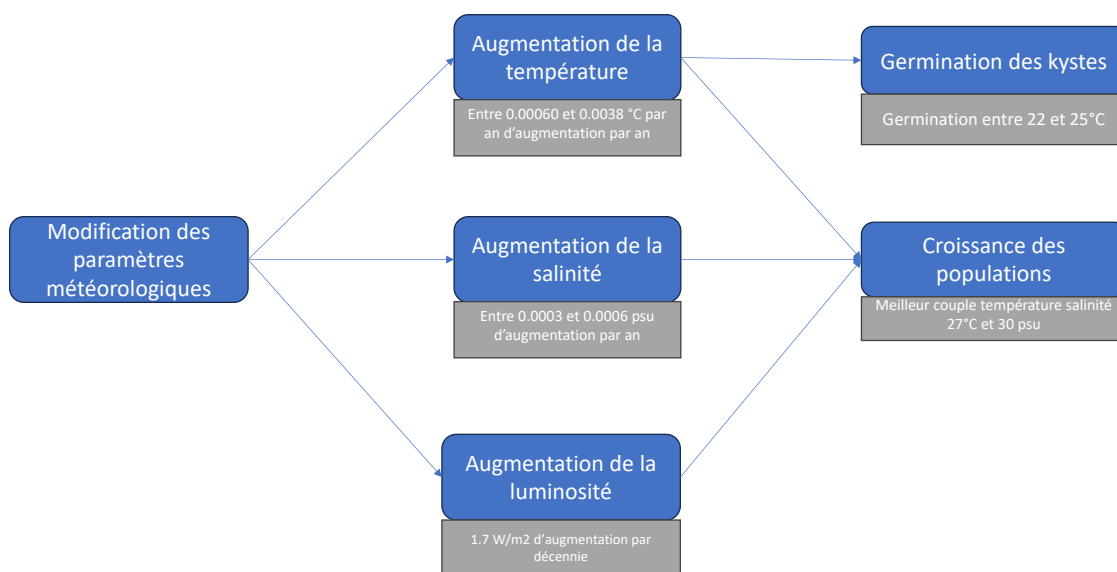 Augmentation de la
température
Entre 0.00060 et 0.0038 °C par
an d'augmentation par an
Germination des kystes
Germination entre 22 et 25°C
Modification des
paramètres
météorologiques
Augmentation de la
salinité
Entre 0.0003 et 0.0006 psu
d'augmentation par an
Croissance des
populations
Meilleur couple température salinité
27°C et 30 psu
Augmentation de la
luminosité
1.7 W/m2 d'augmentation par
décennie